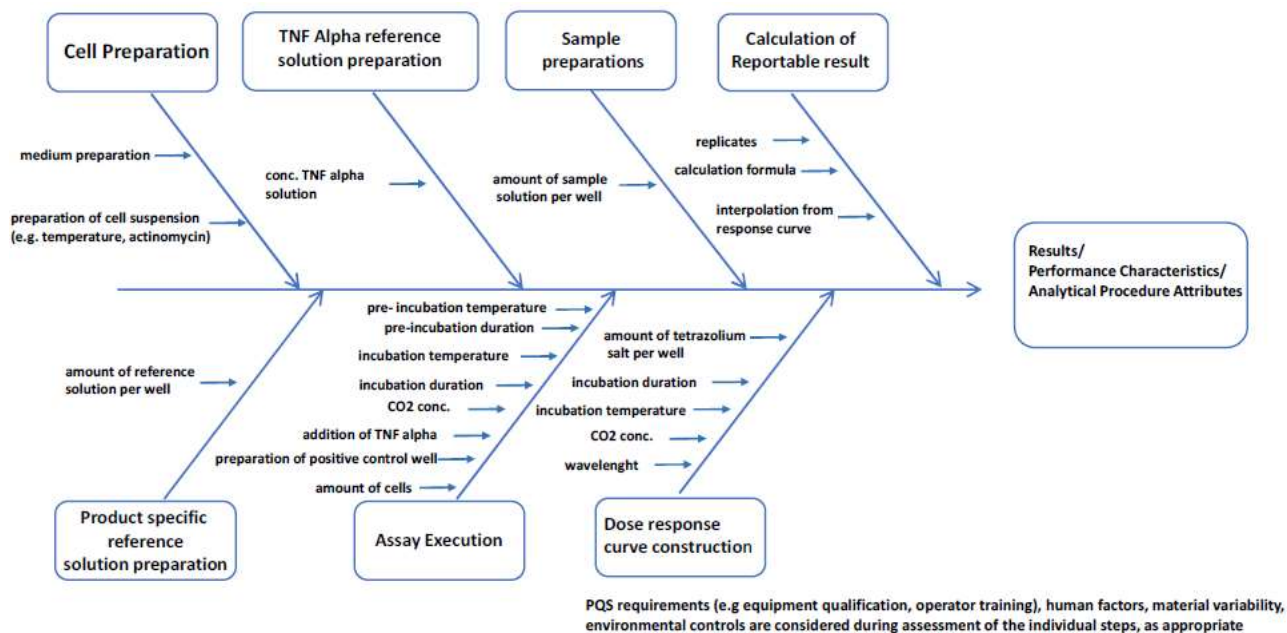 Cell Preparation
TNF Alpha reference
solution preparation
Sample
preparations
Calculation of
Reportable result
medium preparation
preparation of cell suspension
(e.g. temperature, actinomycin)
conc. TNF alpha
solution
amount of sample
solution per well
replicates
calculation formula
interpolation from
response curve
Results/
Performance Characteristics/
Analytical Procedure Attributes
amount of reference
solution per well
pre- incubation temperature
pre-incubation duration
incubation temperature
incubation duration
CO2 conc.
addition of TNF alpha
preparation of positive control well
amount of cells
amount of tetrazolium
salt per well
incubation duration
incubation temperature
CO2 conc.
wavelenght
Product specific
reference
solution preparation
Assay Execution
Dose response
curve construction
PQS requirements (e.g equipment qualification, operator training), human factors, material variability,
environmental controls are considered during assessment of the individual steps, as appropriate